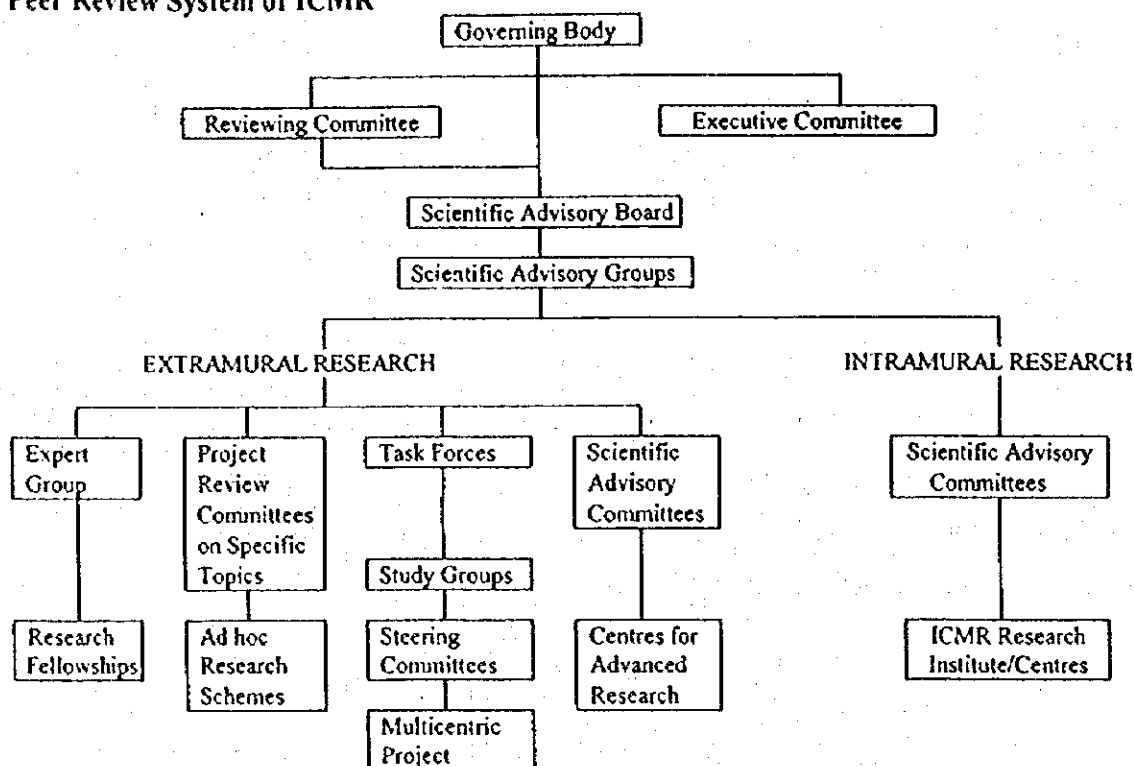 Peer Review System of ICMR
Governing Body
Reviewing Committee
Executive Committee
Scientific Advisory Board
Scientific Advisory Groups
EXTRAMURAL RESEARCH
INTRAMURAL RESEARCH
Expert
Group
Project
Review
Committees
on Specific
Topics
Task Forces
Scientific
Advisory
Committees
Scientific Advisory
Committees
Study Groups
Research
Fellowships
Ad hoc
Research
Schemes
Steering
Committees
Centres for
Advanced
Research
ICMR Research
Institute/Centres
Multicentric
Project